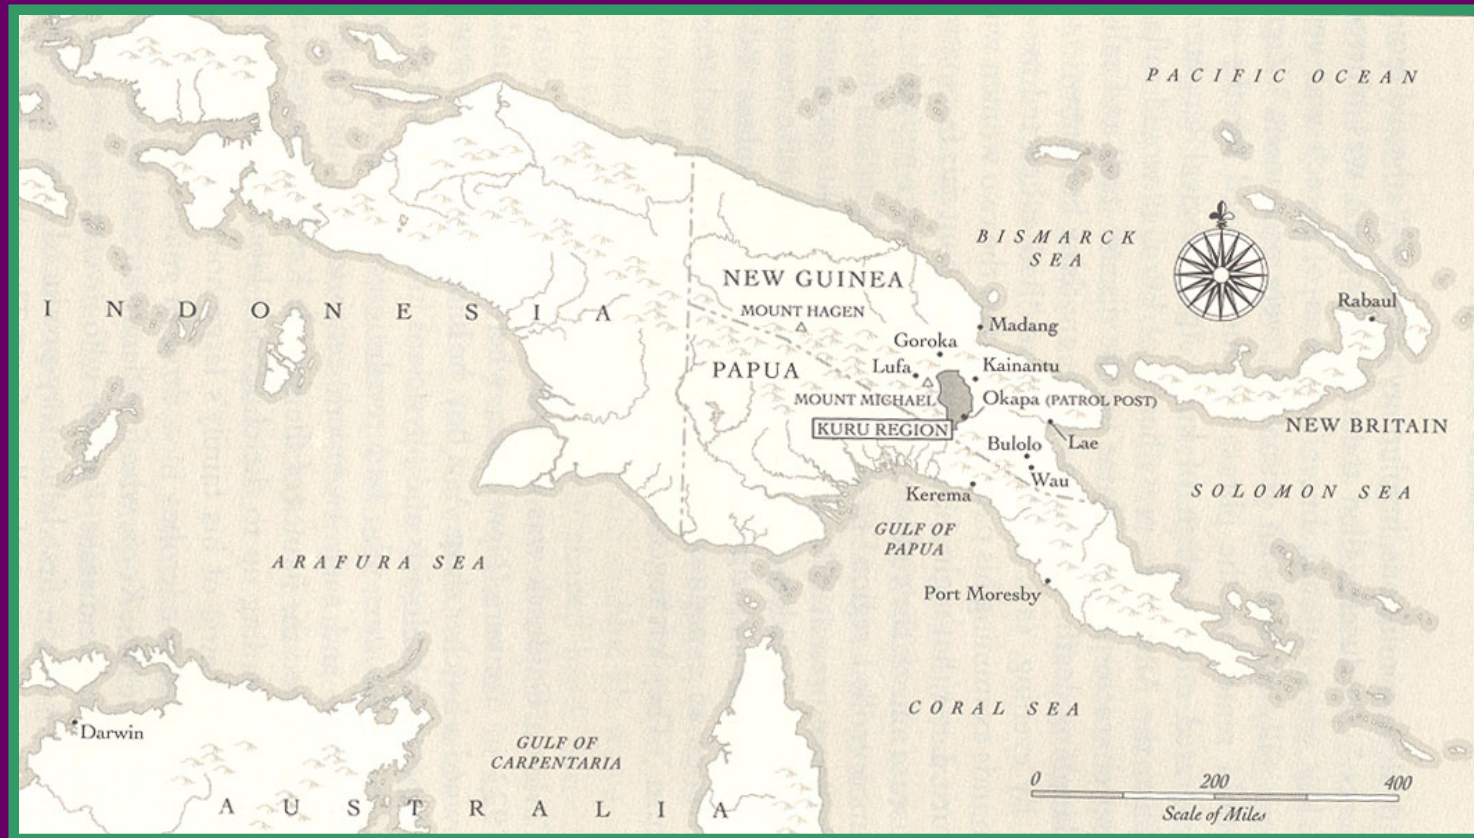 PACIFIC OCEAN
BISMARCK
SEA
NEW GUINEA
INDONESIA
MOUNT HAGEN
Rabaul
Madang
Goroka
Lufa
Kainantu
PAPUA
MOUNT MICHAEL
Okapa (PATROL POST)
KURU REGION
NEW BRITAIN
Bulolo
Lae
Wau
Kerema
SOLOMON SEA
GULF OF
PAPUA
ARAFURA SEA
Port Moresby
CORAL SEA
Darwin
GULF OF
CARPENTARIA
AUSTRALIA
0 200 400
Scale of Miles